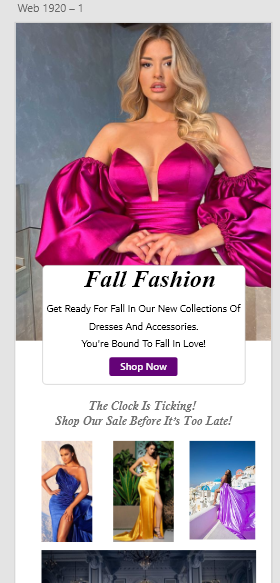 Web 1920 – 1
Fall Fashion
Get Ready For Fall In Our New Collections Of
Dresses And Accessories.
You're Bound To Fall In Love!
Shop Now
The Clock Is Ticking!
Shop Our Sale Before It's Too Late!